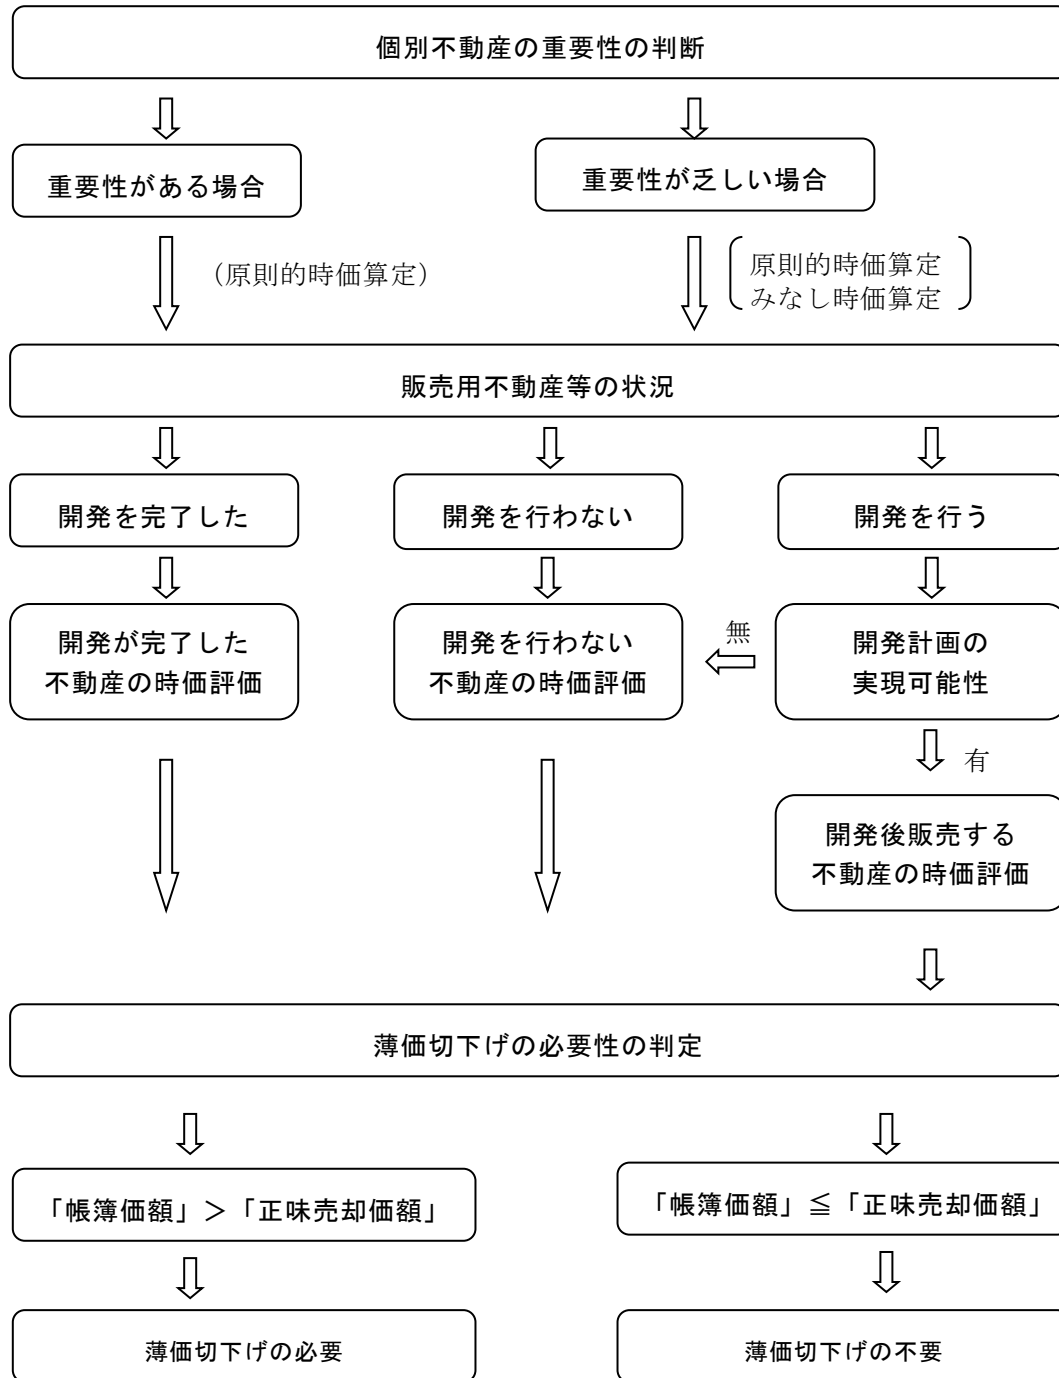 個別不動産の重要性の判断
重要性がある場合
重要性が乏しい場合
（原則的時価算定）
原則的時価算定
みなし時価算定
販売用不動産等の状況
開発を完了した
開発を行わない
開発を行う
開発が完了した
不動産の時価評価
開発を行わない
不動産の時価評価
無
開発計画の
実現可能性
有
開発後販売する
不動産の時価評価
薄価切下げの必要性の判定
「帳簿価額」＞「正味売却価額」
「帳簿価額」≦「正味売却価額」
薄価切下げの必要
薄価切下げの不要